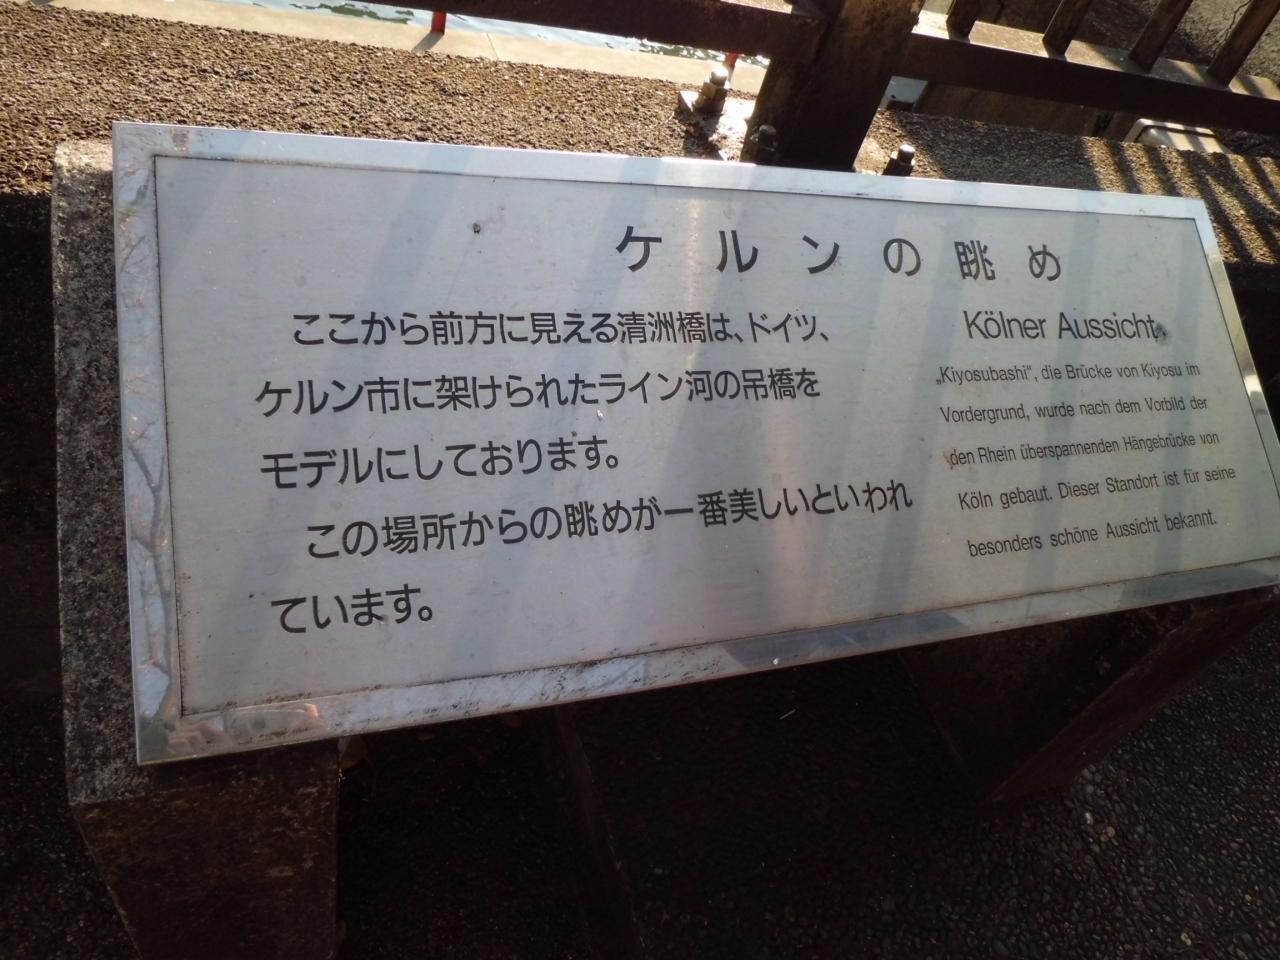 ケルンの眺め
ここから前方に見える清洲橋は、ドイツ、
ケルン市に架けられたライン河の吊橋を
モデルにしております。
この場所からの眺めが一番美しいといわれ
ています。
Kölner Aussicht
„Kiyosubashi“, die Brücke von Kiyosu im
Vordergrund, wurde nach dem Vorbild der
den Rhein überspannenden Hängebrücke von
Köln gebaut. Dieser Standort ist für seine
besonders schöne Aussicht bekannt.